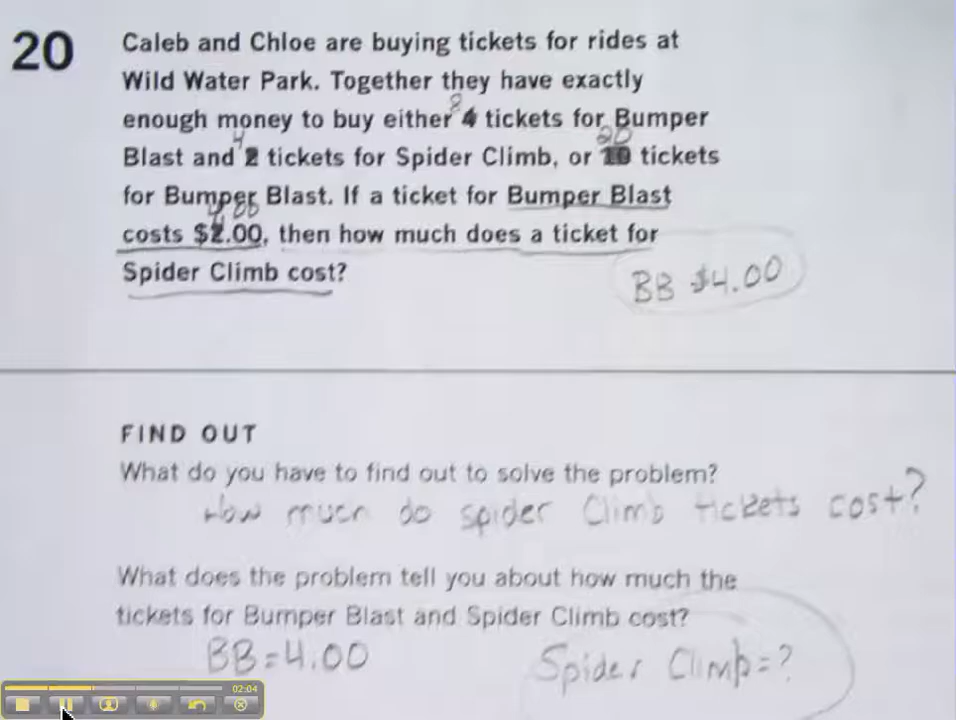 20
Caleb and Chloe are buying tickets for rides at
Wild Water Park. Together they have exactly
8
enough money to buy either 4 tickets for Bumper
4 20
Blast and 2 tickets for Spider Climb, or 10 tickets
for Bumper Blast. If a ticket for Bumper Blast
costs $2.00, then how much does a ticket for
Spider Climb cost?
BB $4.00
FIND OUT
What do you have to find out to solve the problem?
How much do spider Climb tickets cost?
What does the problem tell you about how much the
tickets for Bumper Blast and Spider Climb cost?
BB=4.00 Spider Climb=?
02:04